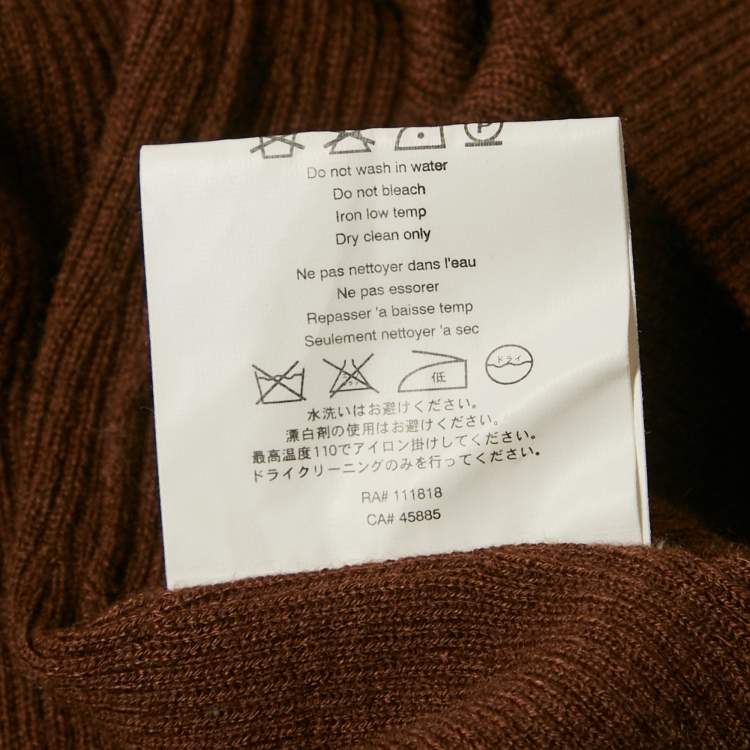 P
Do not wash in water
Do not bleach
Iron low temp
Dry clean only
Ne pas nettoyer dans l'eau
Ne pas essorer
Repasser 'a baisse temp
Seulement nettoyer 'a sec
低 ドライ
水洗いはお避けください。
漂白剤の使用はお避けください。
最高温度110でアイロン掛けしてください。
ドライクリーニングのみを行ってください。
RA# 111818
CA# 45885